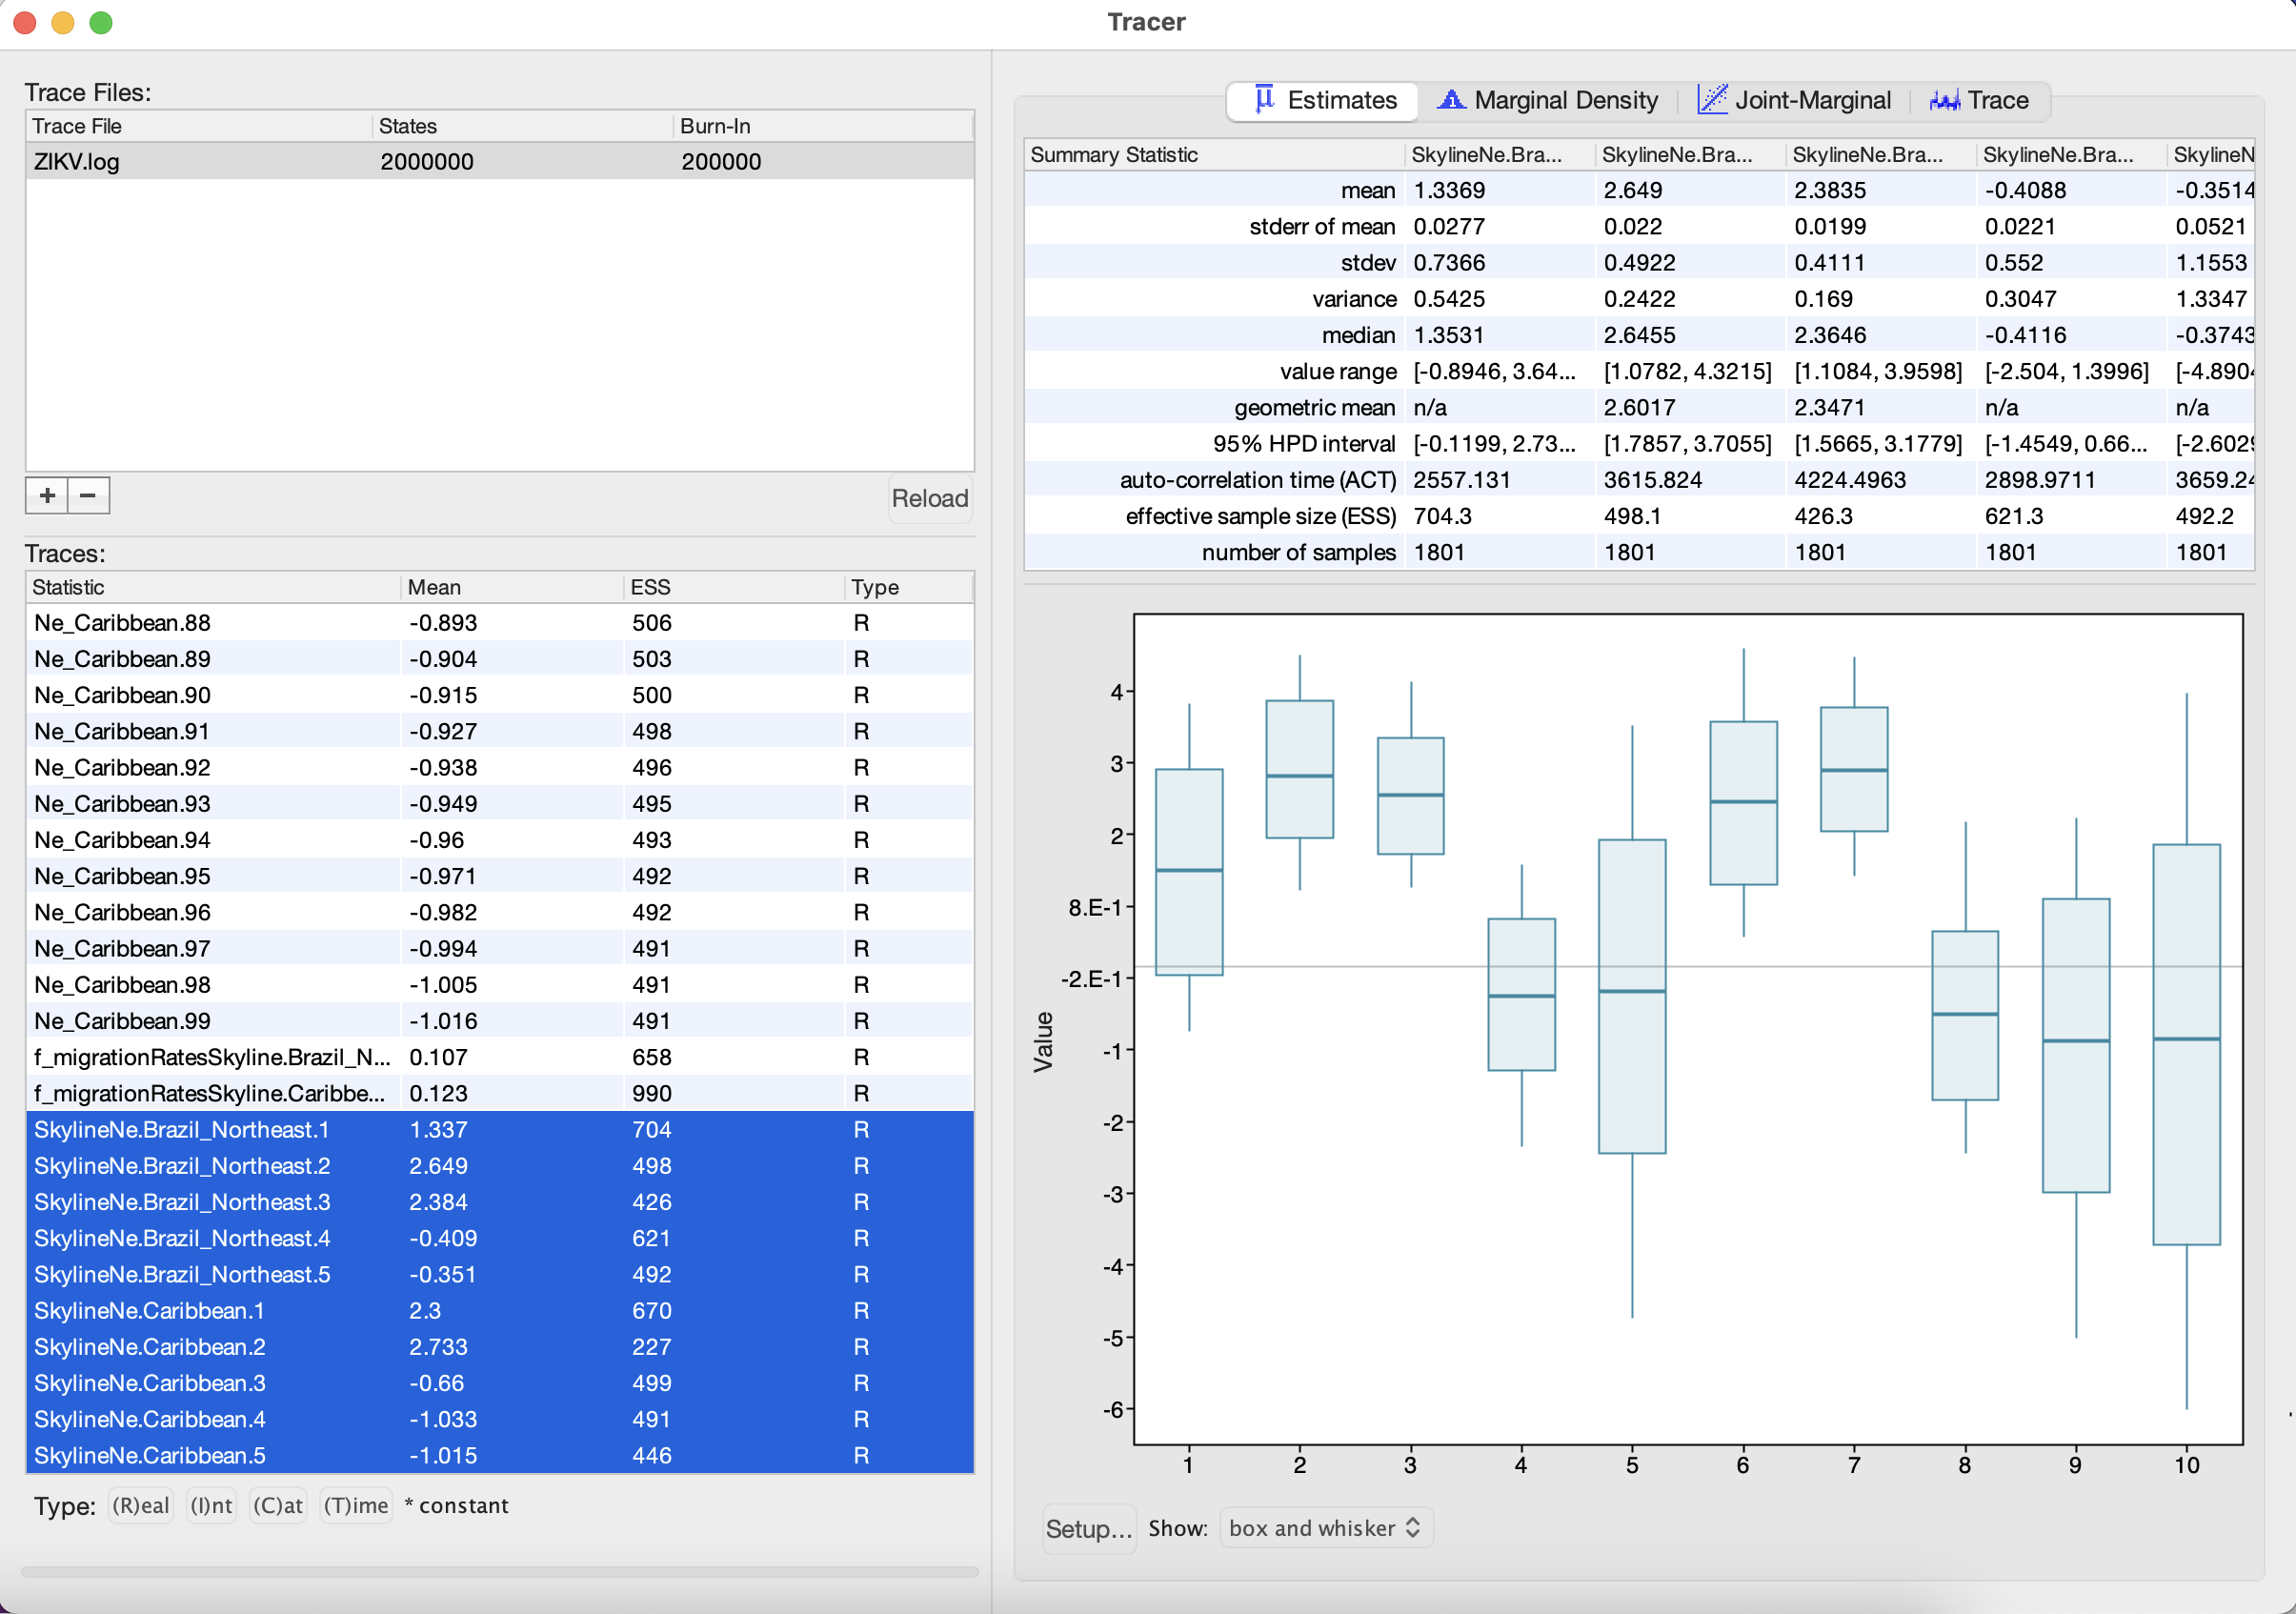 Tracer
Trace Files:
Trace File States Burn-In
ZIKV.log 2000000 200000
+ −
Reload
Traces:
Statistic Mean ESS Type
Ne_Caribbean.88 -0.893 506 R
Ne_Caribbean.89 -0.904 503 R
Ne_Caribbean.90 -0.915 500 R
Ne_Caribbean.91 -0.927 498 R
Ne_Caribbean.92 -0.938 496 R
Ne_Caribbean.93 -0.949 495 R
Ne_Caribbean.94 -0.96 493 R
Ne_Caribbean.95 -0.971 492 R
Ne_Caribbean.96 -0.982 492 R
Ne_Caribbean.97 -0.994 491 R
Ne_Caribbean.98 -1.005 491 R
Ne_Caribbean.99 -1.016 491 R
f_migrationRatesSkyline.Brazil_N... 0.107 658 R
f_migrationRatesSkyline.Caribbe... 0.123 990 R
SkylineNe.Brazil_Northeast.1 1.337 704 R
SkylineNe.Brazil_Northeast.2 2.649 498 R
SkylineNe.Brazil_Northeast.3 2.384 426 R
SkylineNe.Brazil_Northeast.4 -0.409 621 R
SkylineNe.Brazil_Northeast.5 -0.351 492 R
SkylineNe.Caribbean.1 2.3 670 R
SkylineNe.Caribbean.2 2.733 227 R
SkylineNe.Caribbean.3 -0.66 499 R
SkylineNe.Caribbean.4 -1.033 491 R
SkylineNe.Caribbean.5 -1.015 446 R
Type: (R)eal (I)nt (C)at (T)ime * constant
Estimates Marginal Density Joint-Marginal Trace
Summary Statistic SkylineNe.Bra... SkylineNe.Bra... SkylineNe.Bra... SkylineNe.Bra... SkylineN
mean 1.3369 2.649 2.3835 -0.4088 -0.3514
stderr of mean 0.0277 0.022 0.0199 0.0221 0.0521
stdev 0.7366 0.4922 0.4111 0.552 1.1553
variance 0.5425 0.2422 0.169 0.3047 1.3347
median 1.3531 2.6455 2.3646 -0.4116 -0.3743
value range [-0.8946, 3.64... [1.0782, 4.3215] [1.1084, 3.9598] [-2.504, 1.3996] [-4.890
geometric mean n/a 2.6017 2.3471 n/a n/a
95% HPD interval [-0.1199, 2.73... [1.7857, 3.7055] [1.5665, 3.1779] [-1.4549, 0.66... [-2.602
auto-correlation time (ACT) 2557.131 3615.824 4224.4963 2898.9711 3659.2
effective sample size (ESS) 704.3 498.1 426.3 621.3 492.2
number of samples 1801 1801 1801 1801 1801
Value
4
3
2
8.E-1
-2.E-1
-1
-2
-3
-4
-5
-6
1 2 3 4 5 6 7 8 9 10
Setup... Show: box and whisker